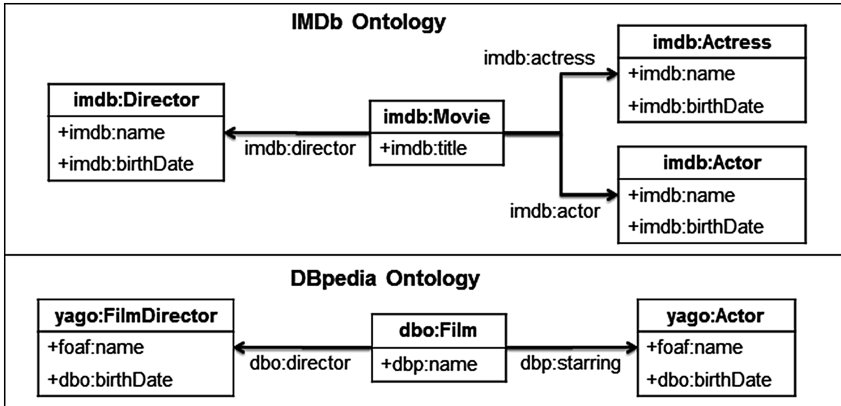 IMDb Ontology
imdb:Director
+imdb:name
+imdb:birthDate
imdb:director
imdb:Movie
+imdb:title
imdb:actress
imdb:Actress
+imdb:name
+imdb:birthDate
imdb:actor
imdb:Actor
+imdb:name
+imdb:birthDate
DBpedia Ontology
yago:FilmDirector
+foaf:name
+dbo:birthDate
dbo:director
dbo:Film
+dbp:name
dbp:starring
yago:Actor
+foaf:name
+dbo:birthDate